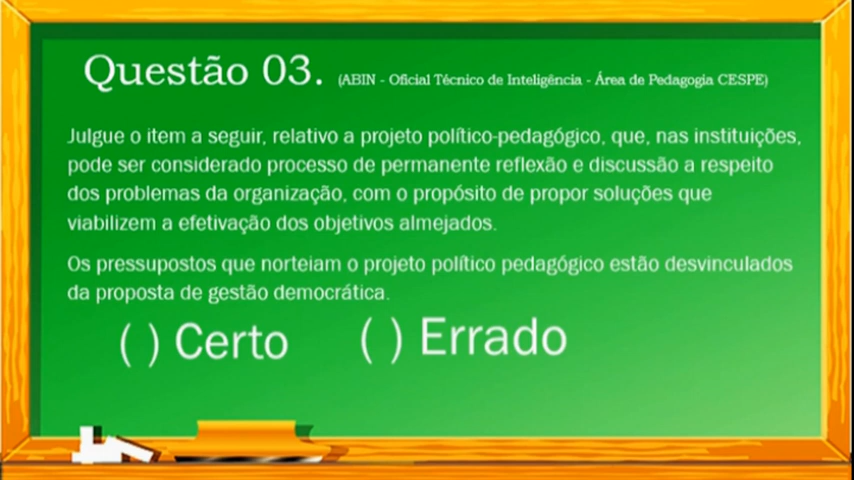 Questão 03. (ABIN - Oficial Técnico de Inteligência - Área de Pedagogia CESPE)
Julgue o item a seguir, relativo a projeto político-pedagógico, que, nas instituições,
pode ser considerado processo de permanente reflexão e discussão a respeito
dos problemas da organização, com o propósito de propor soluções que
viabilizem a efetivação dos objetivos almejados.
Os pressupostos que norteiam o projeto político pedagógico estão desvinculados
da proposta de gestão democrática.
( ) Certo ( ) Errado